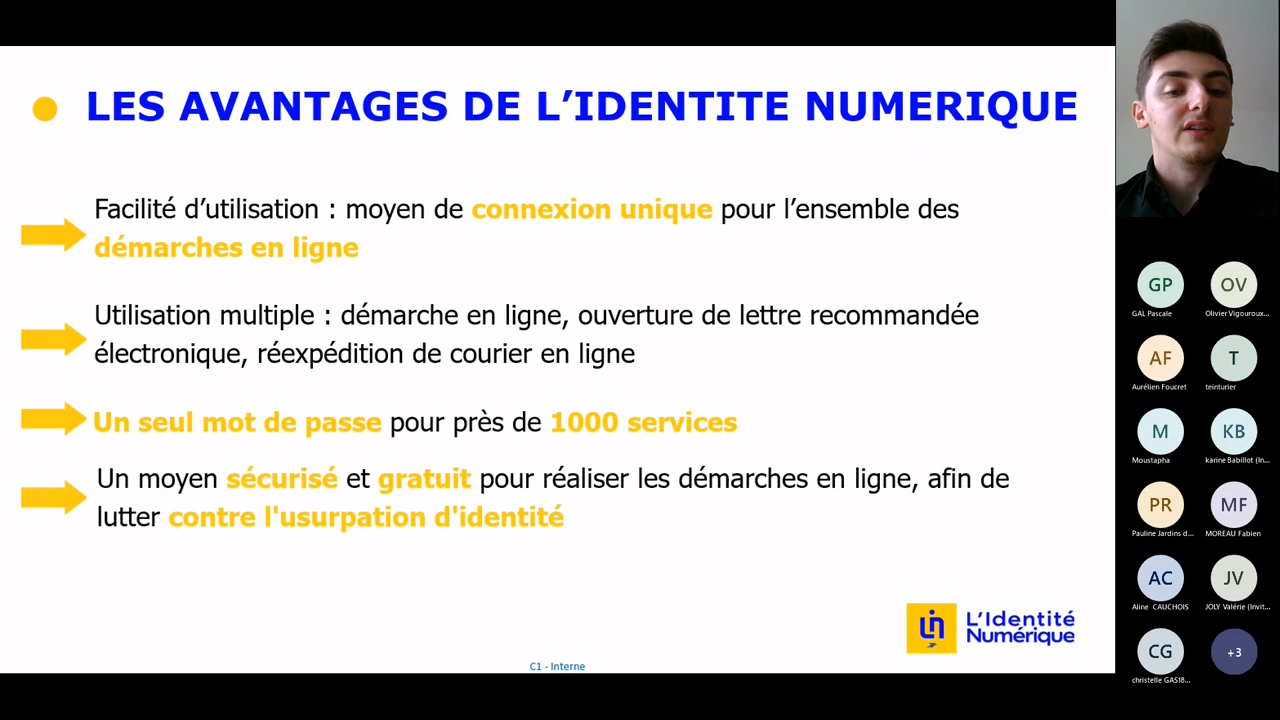 LES AVANTAGES DE L’IDENTITE NUMERIQUE
Facilité d’utilisation : moyen de connexion unique pour l’ensemble des
démarches en ligne
Utilisation multiple : démarche en ligne, ouverture de lettre recommandée
électronique, réexpédition de courier en ligne
Un seul mot de passe pour près de 1000 services
Un moyen sécurisé et gratuit pour réaliser les démarches en ligne, afin de
lutter contre l'usurpation d'identité
L’Identité
Numérique
C1 - Interne
GP OV
GAL Pascale Olivier Vigouroux...
AF T
Aurélien Foucret teinturier
M KB
Moustapha karine Babillot (In...
PR MF
Pauline Jardins d... MOREAU Fabien
AC JV
Aline CAUCHOIS JOLY Valérie (Invit...
CG +3
christelle GAS18...